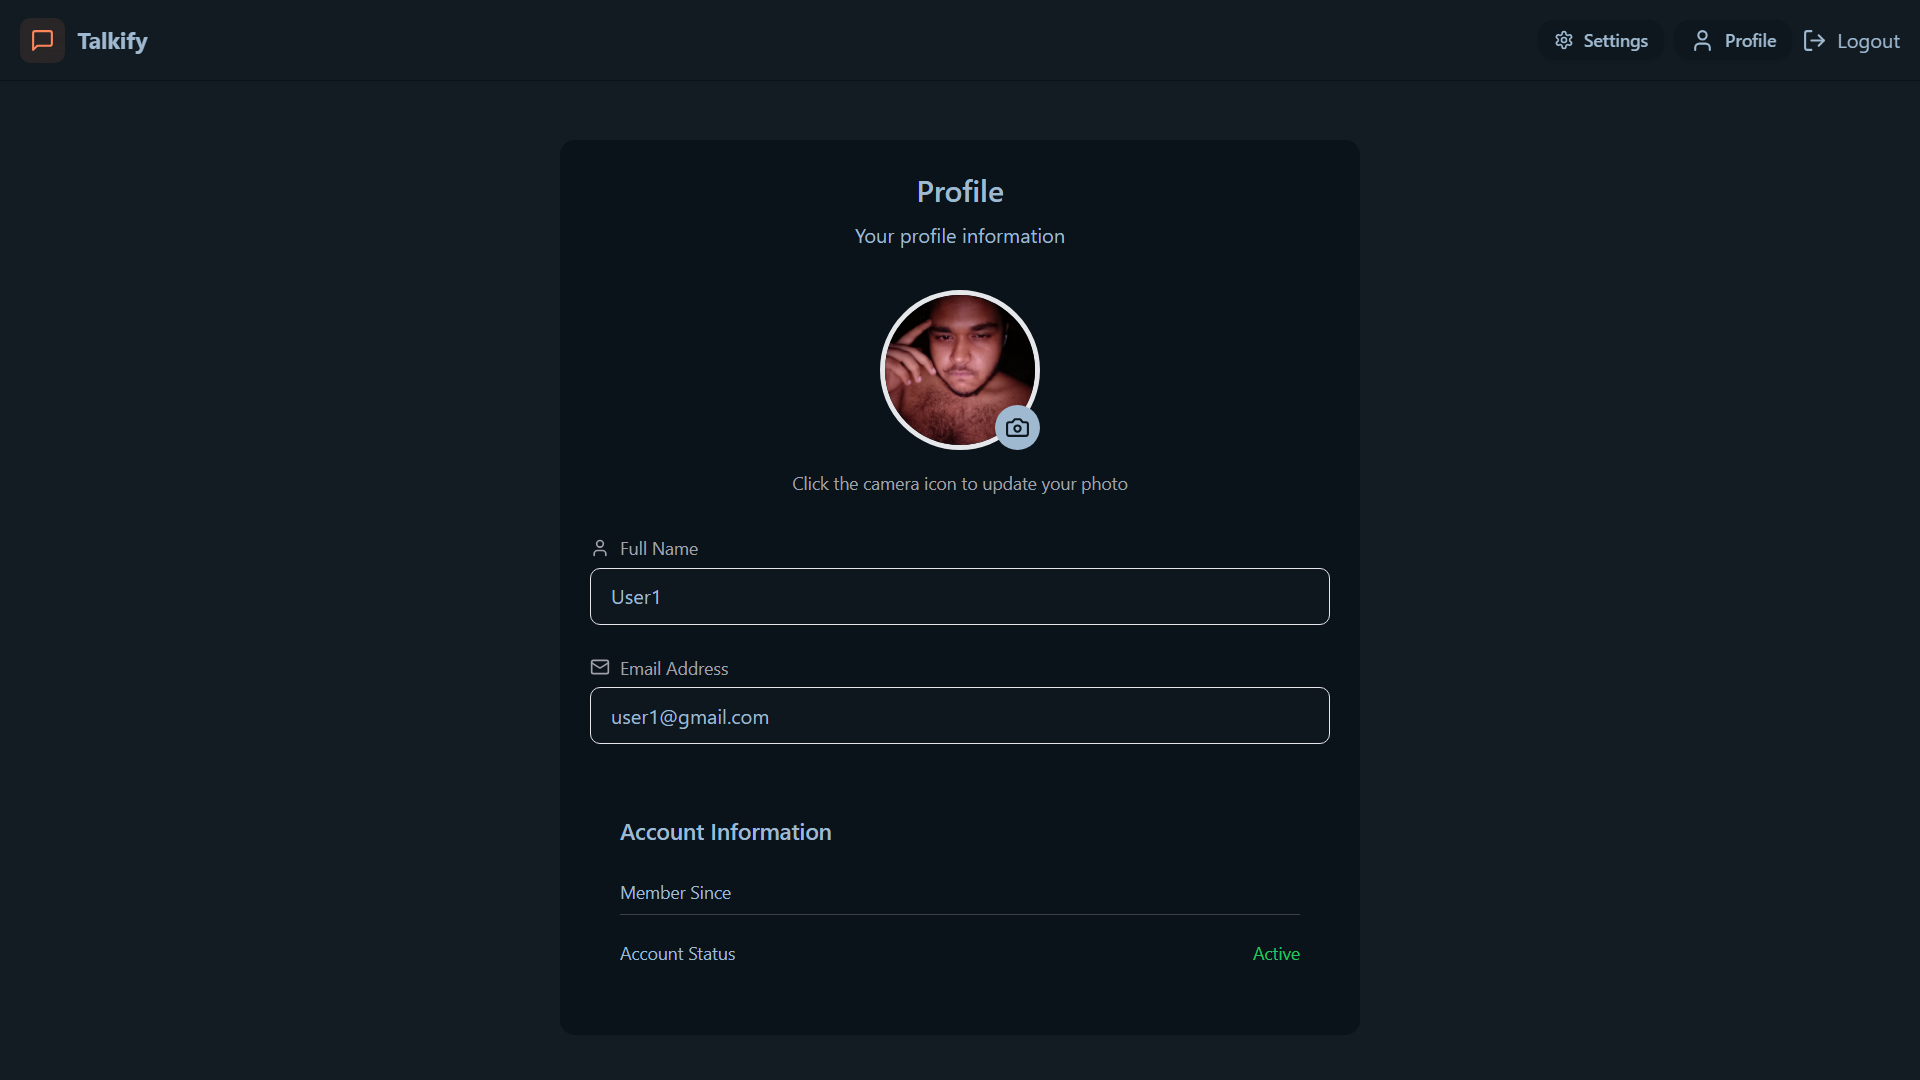 Talkify
Settings
Profile
Logout
Profile
Your profile information
Click the camera icon to update your photo
Full Name
User1
Email Address
user1@gmail.com
Account Information
Member Since
Account Status
Active